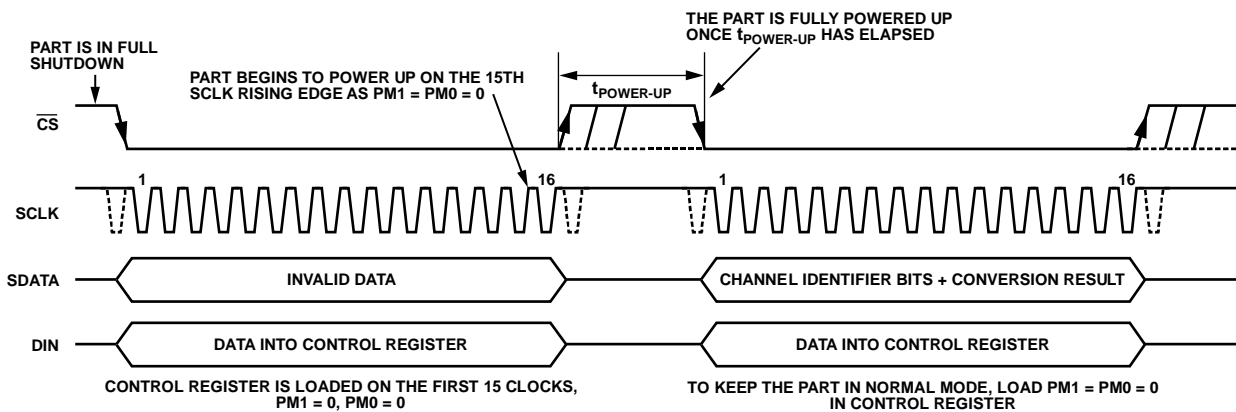 THE PART IS FULLY POWERED UP
ONCE tPOWER-UP HAS ELAPSED
PART IS IN FULL
SHUTDOWN
PART BEGINS TO POWER UP ON THE 15TH
SCLK RISING EDGE AS PM1 = PM0 = 0
tPOWER-UP
CS
1
16
1
16
SCLK
SDATA
INVALID DATA
CHANNEL IDENTIFIER BITS + CONVERSION RESULT
DIN
DATA INTO CONTROL REGISTER
DATA INTO CONTROL REGISTER
CONTROL REGISTER IS LOADED ON THE FIRST 15 CLOCKS,
PM1 = 0, PM0 = 0
TO KEEP THE PART IN NORMAL MODE, LOAD PM1 = PM0 = 0
IN CONTROL REGISTER